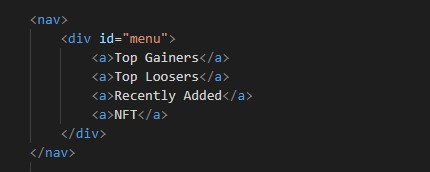 <nav>
<div id="menu">
<a>Top Gainers</a>
<a>Top Loosers</a>
<a>Recently Added</a>
<a>NFT</a>
</div>
</nav>